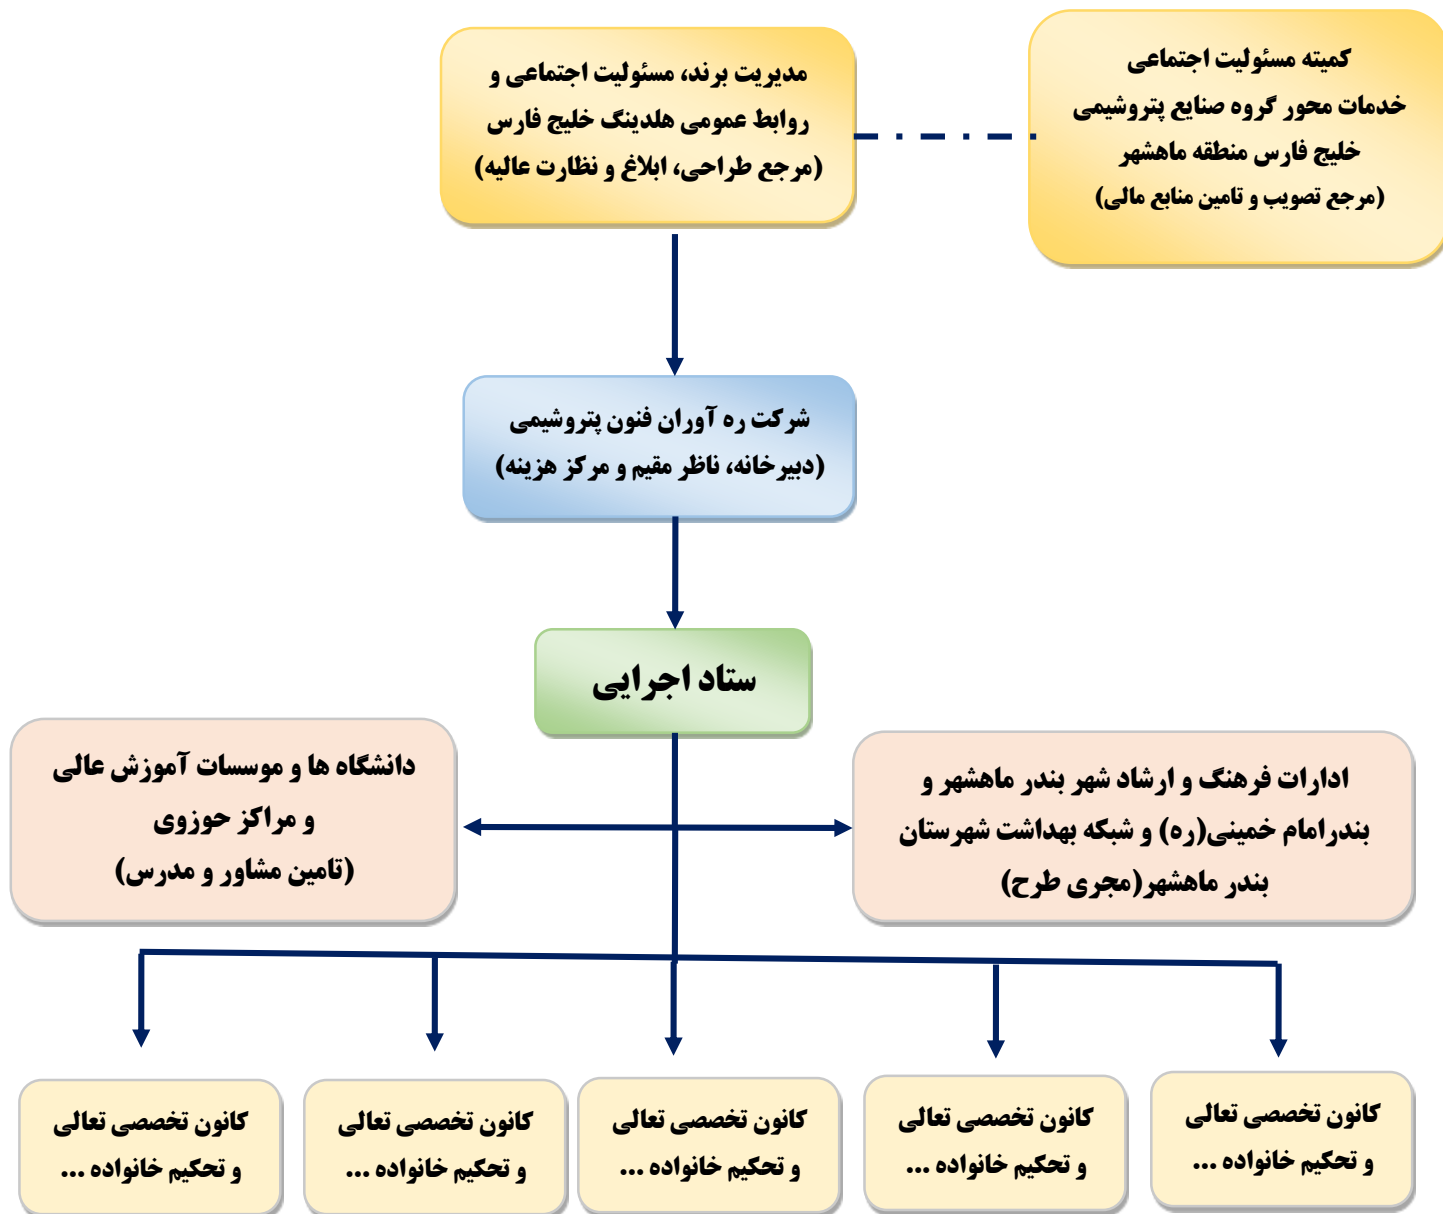 کمیته مسئولیت اجتماعی
خدمات محور گروه صنایع پتروشیمی
خلیج فارس منطقه ماهشهر
(مرجع تصویب و تامین منابع مالی)
مدیریت برند، مسئولیت اجتماعی و
روابط عمومی هلدینگ خلیج فارس
(مرجع طراحی، ابلاغ و نظارت عالیه)
شرکت ره آوران فنون پتروشیمی
(دبیرخانه، ناظر مقیم و مرکز هزینه)
ستاد اجرایی
ادارات فرهنگ و ارشاد شهر بندر ماهشهر و
بندرامام خمینی(ره) و شبکه بهداشت شهرستان
بندر ماهشهر(مجری طرح)
دانشگاه ها و موسسات آموزش عالی
و مراکز حوزوی
(تامین مشاور و مدرس)
کانون تخصصی تعالی
و تحکیم خانواده ...
کانون تخصصی تعالی
و تحکیم خانواده ...
کانون تخصصی تعالی
و تحکیم خانواده ...
کانون تخصصی تعالی
و تحکیم خانواده ...
کانون تخصصی تعالی
و تحکیم خانواده ...